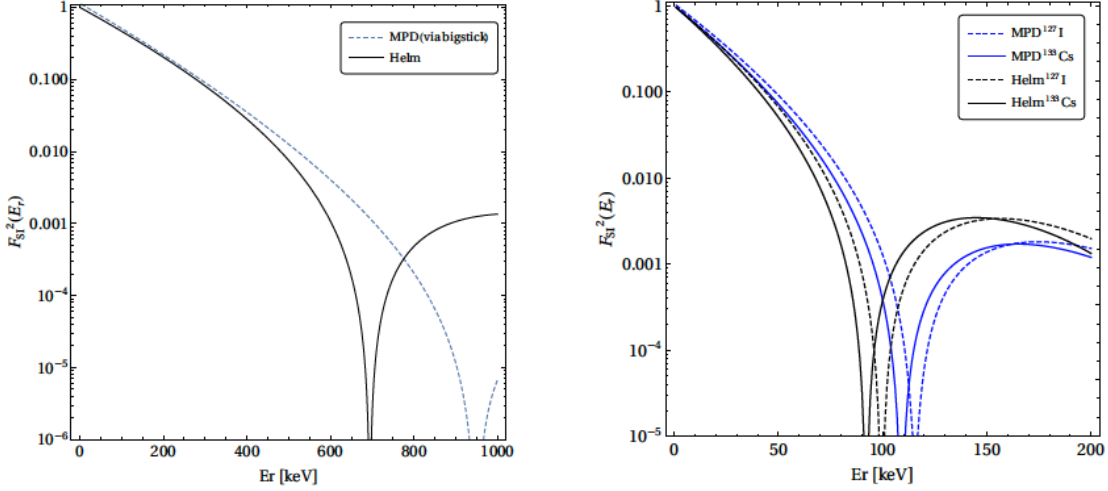 1
0.100
0.010
0.001
10⁻⁴
10⁻⁵
10⁻⁶
F_SI²(E_r)
0 200 400 600 800 1000
Er [keV]
MPD(via bigstick)
Helm
1
0.100
0.010
0.001
10⁻⁴
10⁻⁵
F_SI²(E_r)
0 50 100 150 200
Er [keV]
MPD ¹²⁷I
MPD ¹³³Cs
Helm ¹²⁷I
Helm ¹³³Cs